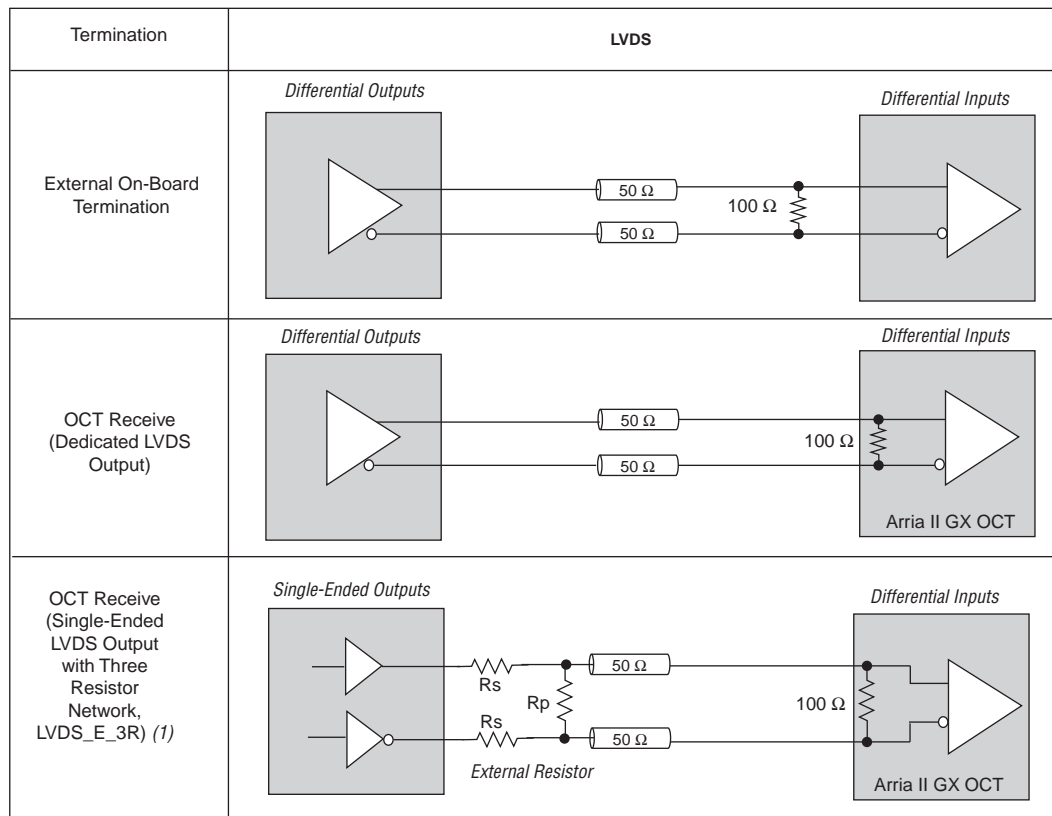 Termination
LVDS
Differential Outputs
Differential Inputs
External On-Board
Termination
50 Ω
100 Ω
50 Ω
Differential Outputs
Differential Inputs
OCT Receive
(Dedicated LVDS
Output)
50 Ω
100 Ω
50 Ω
Arria II GX OCT
Single-Ended Outputs
Differential Inputs
OCT Receive
(Single-Ended
LVDS Output
with Three
Resistor
Network,
LVDS_E_3R) (1)
50 Ω
Rs
Rp
100 Ω
Rs
50 Ω
External Resistor
Arria II GX OCT